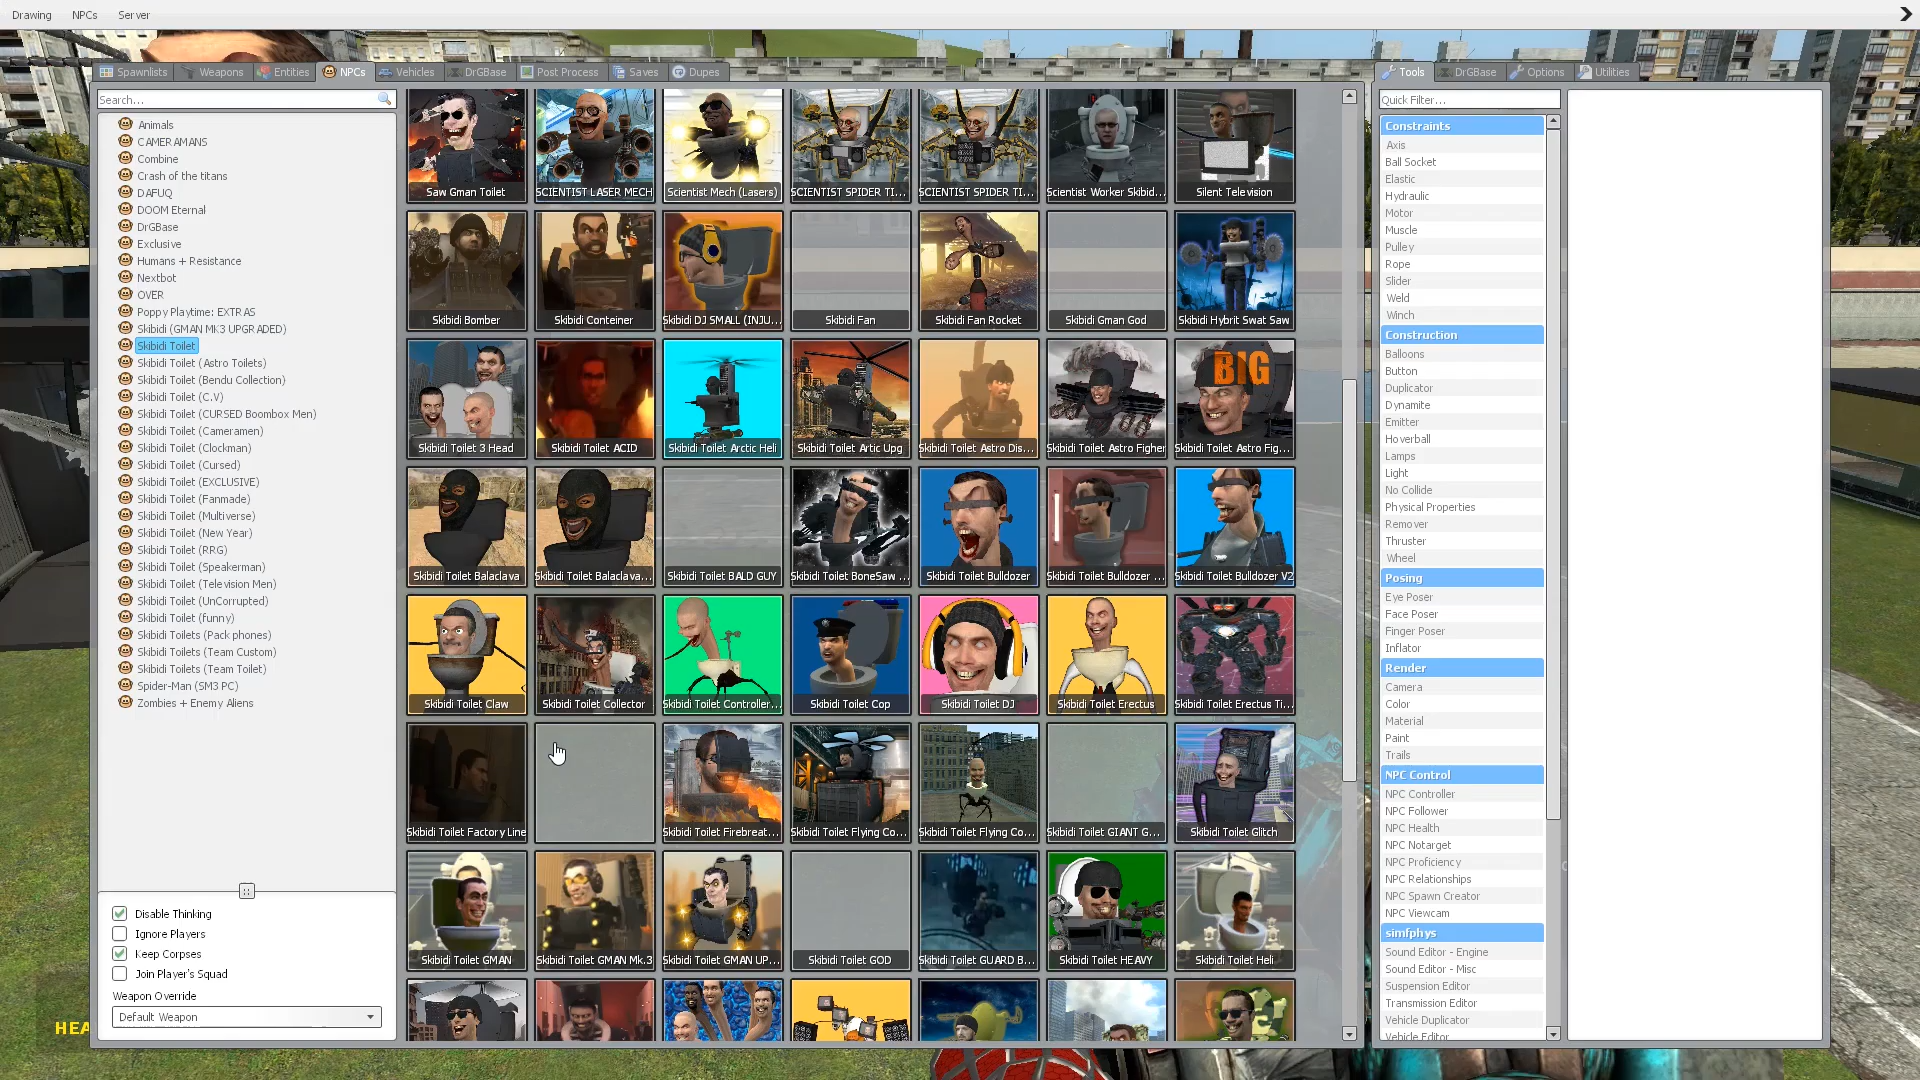 Drawing NPCs Server
Spawnlists Weapons Entities NPCs Vehicles DrGBase Post Process Saves Dupes
Tools DrGBase Options Utilities
Search...
Animals
CAMERAMANS
Combine
Crash of the titans
DAFUQ
DOOM Eternal
DrGBase
Exclusive
Humans + Resistance
Nextbot
OVER
Poppy Playtime: EXTRAS
Skibidi (GMAN MK3 UPGRADED)
Skibidi Toilet
Skibidi Toilet (Astro Toilets)
Skibidi Toilet (Bendu Collection)
Skibidi Toilet (C.V)
Skibidi Toilet (CURSED Boombox Men)
Skibidi Toilet (Cameramen)
Skibidi Toilet (Clockman)
Skibidi Toilet (Cursed)
Skibidi Toilet (EXCLUSIVE)
Skibidi Toilet (Fanmade)
Skibidi Toilet (Multiverse)
Skibidi Toilet (New Year)
Skibidi Toilet (RRG)
Skibidi Toilet (Speakerman)
Skibidi Toilet (Television Men)
Skibidi Toilet (UnCorrupted)
Skibidi Toilet (funny)
Skibidi Toilets (Pack phones)
Skibidi Toilets (Team Custom)
Skibidi Toilets (Team Toilet)
Spider-Man (SM3 PC)
Zombies + Enemy Aliens
Disable Thinking
Ignore Players
Keep Corpses
Join Player's Squad
Weapon Override
Default Weapon
HEA
Saw Gman Toilet
SCIENTIST LASER MECH
Scientist Mech (Lasers)
SCIENTIST SPIDER TI...
SCIENTIST SPIDER TI...
Scientist Worker Skibid...
Silent Television
Skibidi Bomber
Skibidi Conteiner
Skibidi DJ SMALL (INJU...
Skibidi Fan
Skibidi Fan Rocket
Skibidi Gman God
Skibidi Hybrit Swat Saw
Skibidi Toilet 3 Head
Skibidi Toilet ACID
Skibidi Toilet Arctic Heli
Skibidi Toilet Artic Upg
Skibidi Toilet Astro Dis...
Skibidi Toilet Astro Figher
BIG
Skibidi Toilet Astro Fig...
Skibidi Toilet Balaclava
Skibidi Toilet Balaclava...
Skibidi Toilet BALD GUY
Skibidi Toilet BoneSaw ...
Skibidi Toilet Bulldozer
Skibidi Toilet Bulldozer ...
Skibidi Toilet Bulldozer V2
Skibidi Toilet Claw
Skibidi Toilet Collector
Skibidi Toilet Controller...
Skibidi Toilet Cop
Skibidi Toilet DJ
Skibidi Toilet Erectus
Skibidi Toilet Erectus Ti...
Skibidi Toilet Factory Line
Skibidi Toilet Firebreat...
Skibidi Toilet Flying Co...
Skibidi Toilet Flying Co...
Skibidi Toilet GIANT G...
Skibidi Toilet Glitch
Skibidi Toilet GMAN
Skibidi Toilet GMAN Mk.3
Skibidi Toilet GMAN UP...
Skibidi Toilet GOD
Skibidi Toilet GUARD B...
Skibidi Toilet HEAVY
Skibidi Toilet Heli
Quick Filter...
Constraints
Axis
Ball Socket
Elastic
Hydraulic
Motor
Muscle
Pulley
Rope
Slider
Weld
Winch
Construction
Balloons
Button
Duplicator
Dynamite
Emitter
Hoverball
Lamps
Light
No Collide
Physical Properties
Remover
Thruster
Wheel
Posing
Eye Poser
Face Poser
Finger Poser
Inflator
Render
Camera
Color
Material
Paint
Trails
NPC Control
NPC Controller
NPC Follower
NPC Health
NPC Notarget
NPC Proficiency
NPC Relationships
NPC Spawn Creator
NPC Viewcam
simfphys
Sound Editor - Engine
Sound Editor - Misc
Suspension Editor
Transmission Editor
Vehicle Duplicator
Vehicle Editor